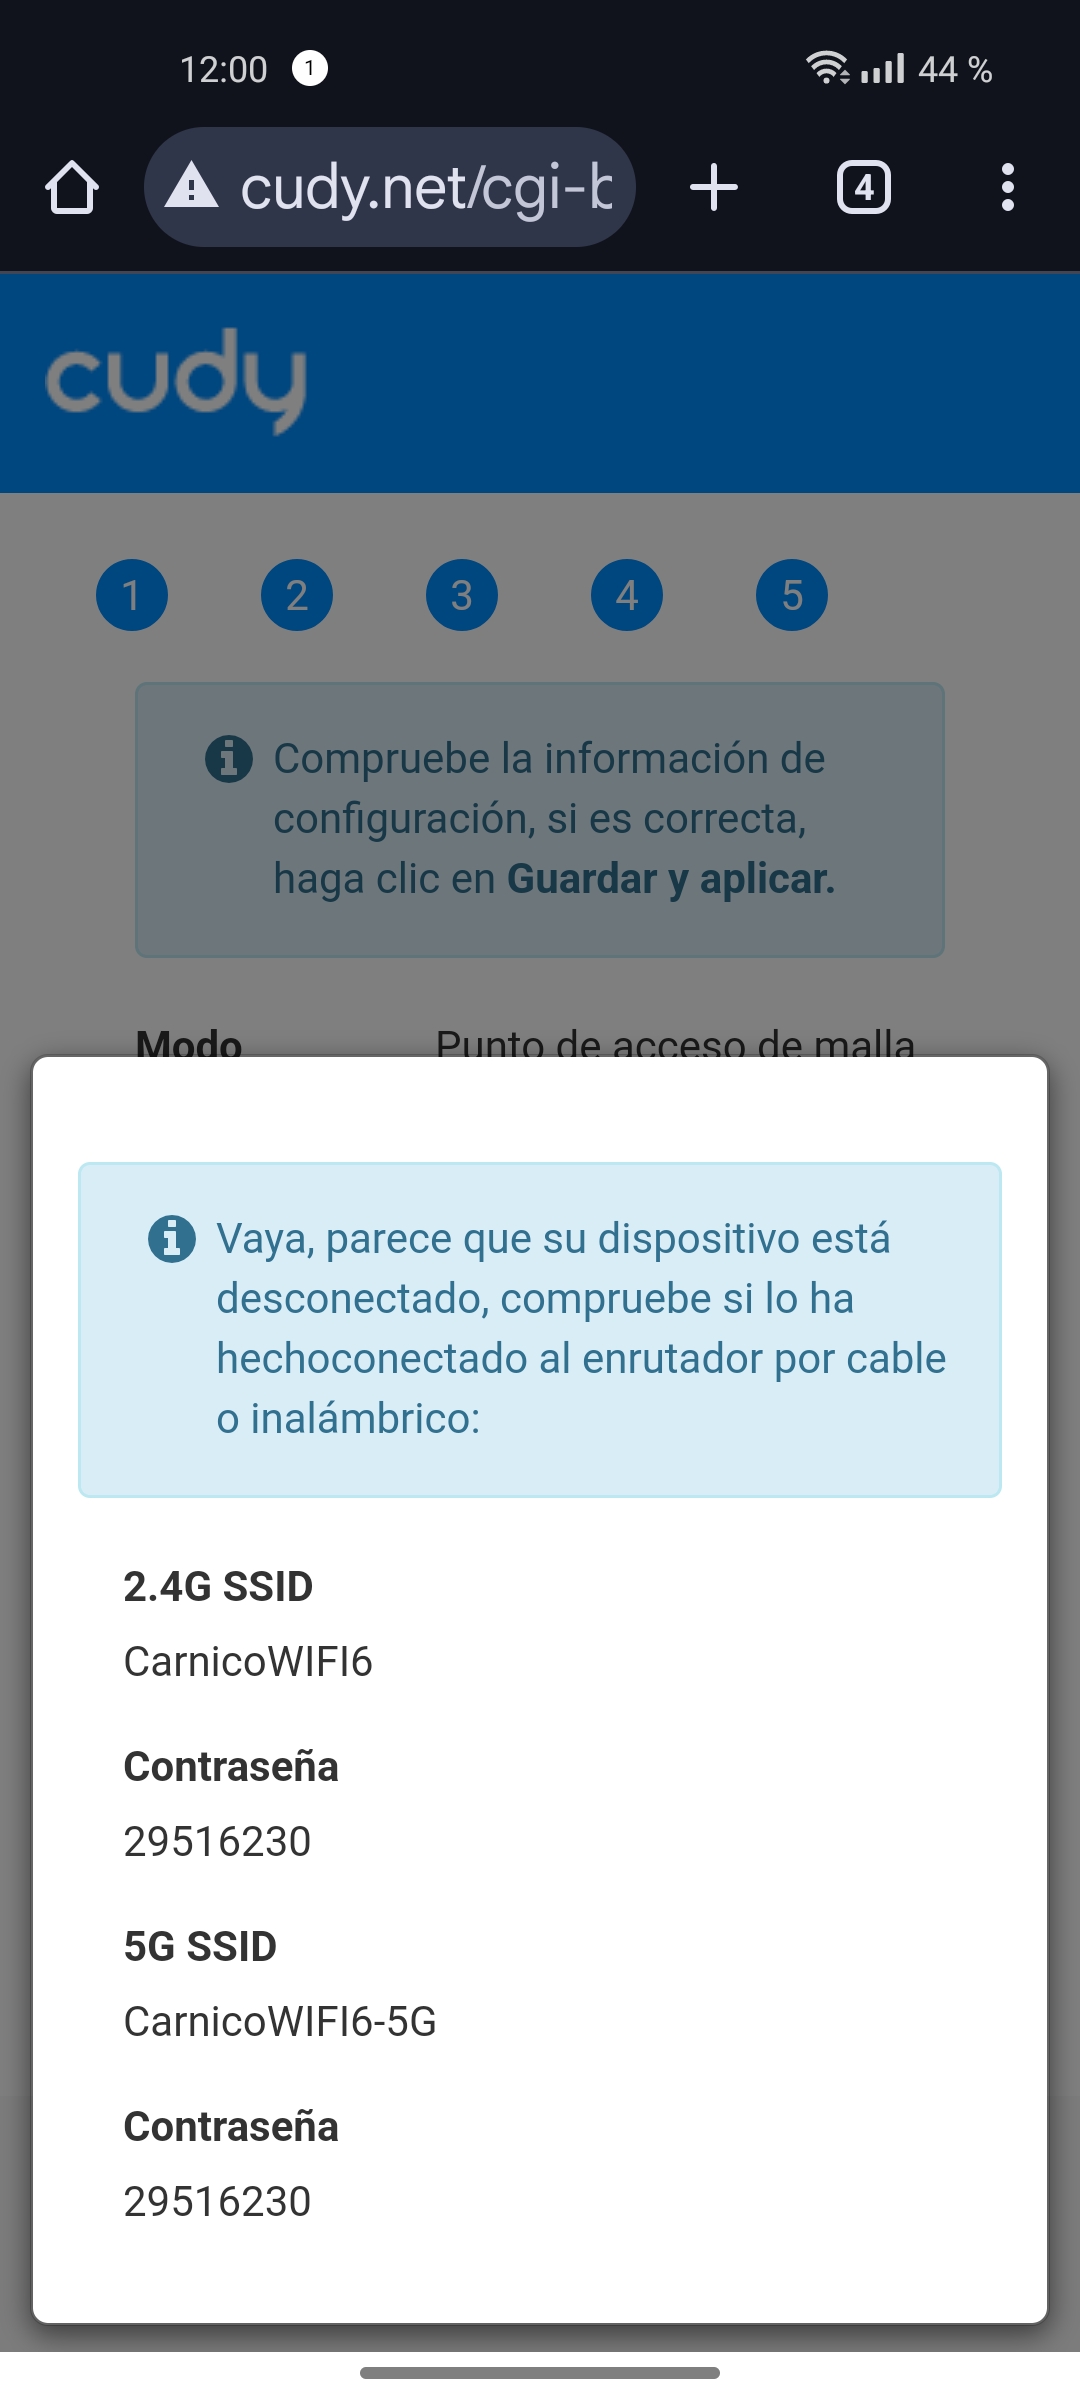 12:00 1 44 %
cudy.net/cgi-b
4
cudy
1 2 3 4 5
Compruebe la información de
configuración, si es correcta,
haga clic en Guardar y aplicar.
Modo Punto de acceso de malla
Vaya, parece que su dispositivo está
desconectado, compruebe si lo ha
hechoconectado al enrutador por cable
o inalámbrico:
2.4G SSID
CarnicoWIFI6
Contraseña
29516230
5G SSID
CarnicoWIFI6-5G
Contraseña
29516230